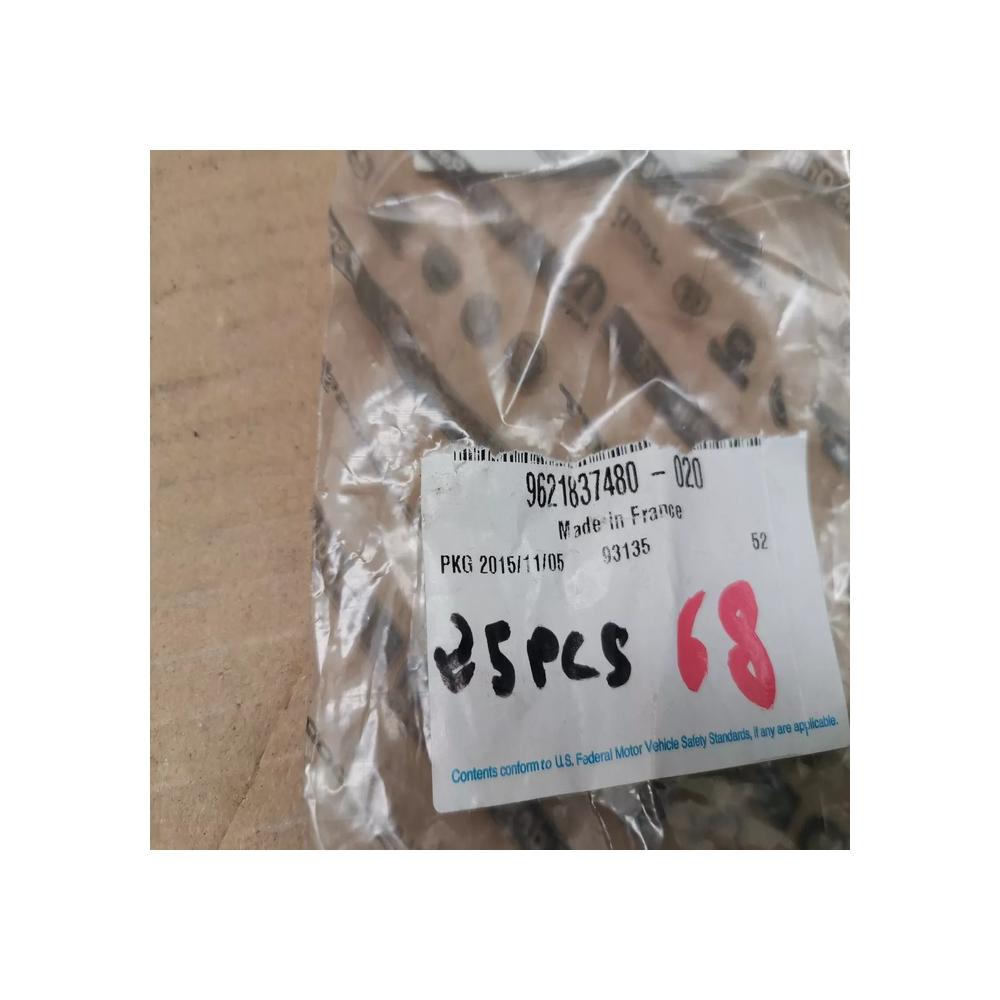 9621837480 - 020
Made in France
PKG 2015/11/05 93135 52
25PCS 68
Contents conform to U.S. Federal Motor Vehicle Safety Standards, if any are applicable.